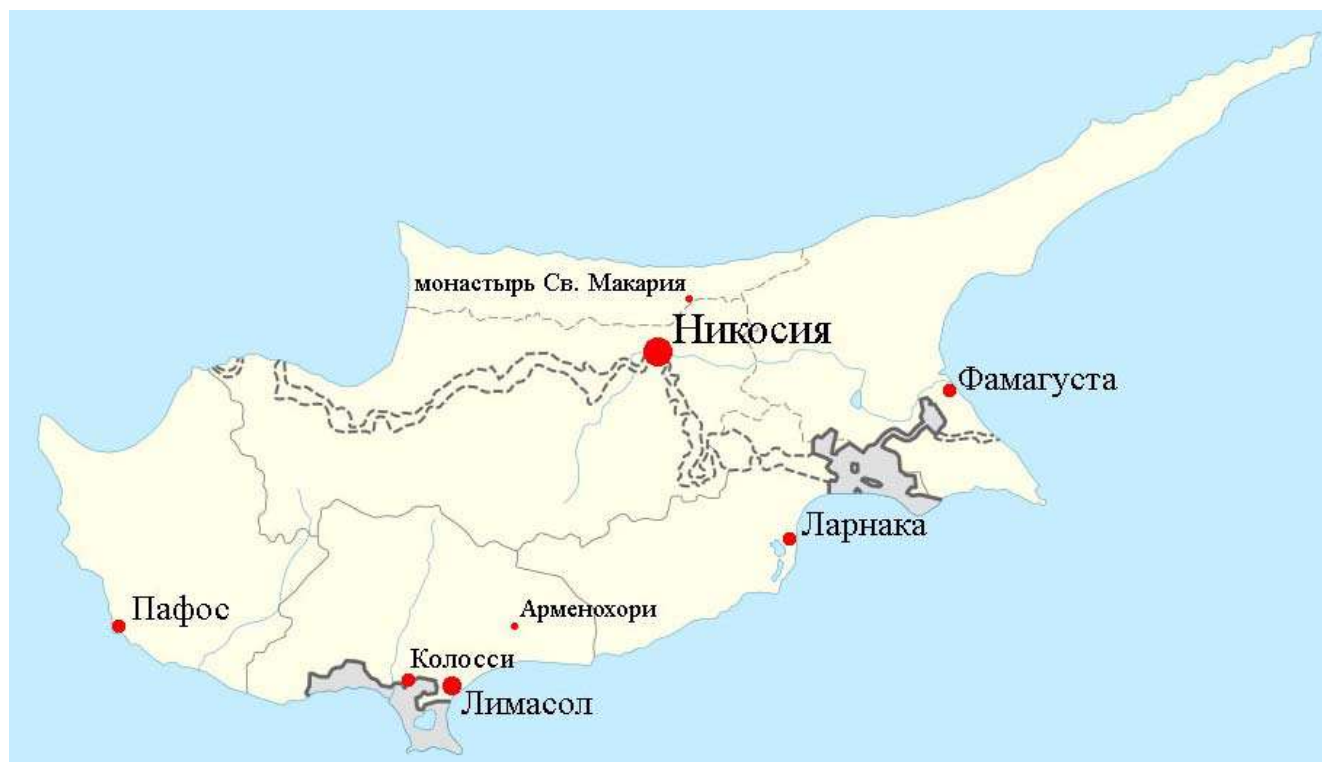 монастырь Св. Макария
Никосия
Фамагуста
Ларнака
Пафос
Арменохори
Колосси
Лимасол